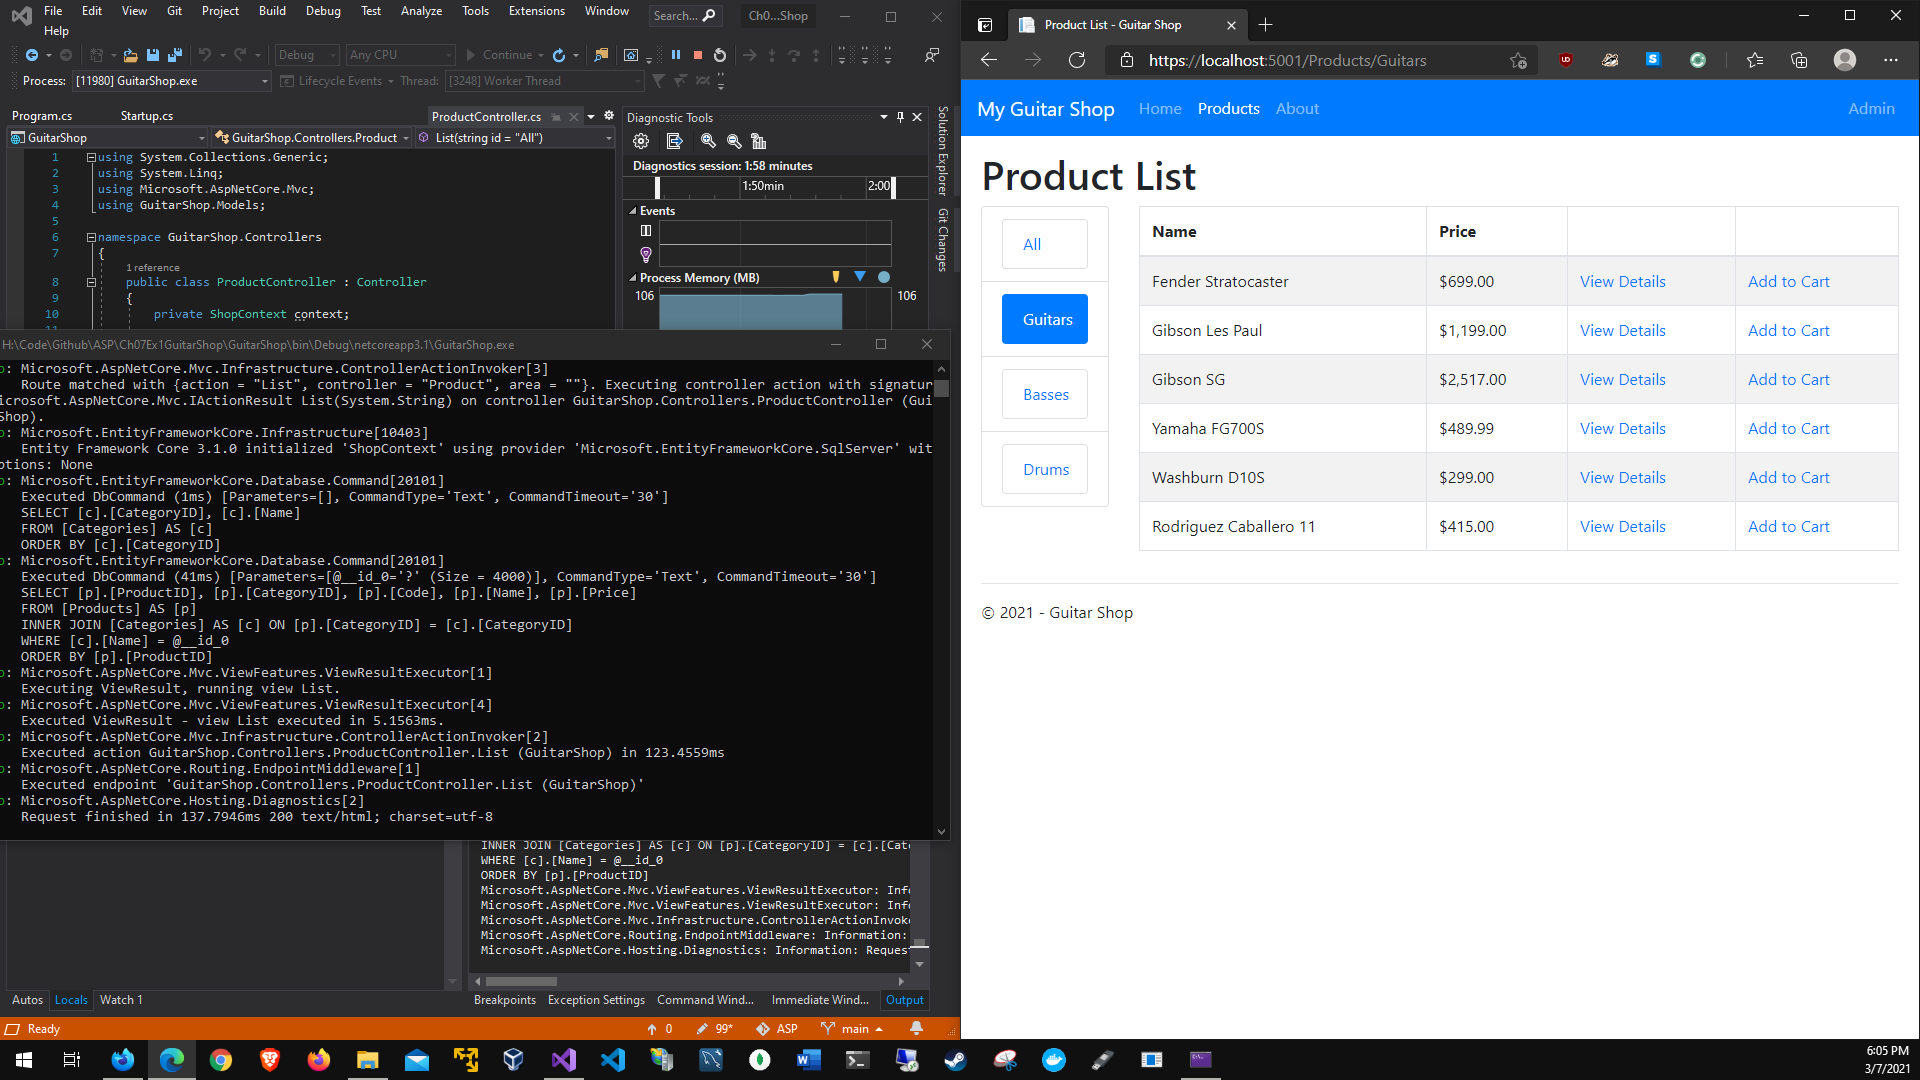 File Edit View Git Project Build Debug Test Analyze Tools Extensions Window Search... Ch0...Shop
Help
Debug Any CPU Continue
Process: [11980] GuitarShop.exe Lifecycle Events Thread: [3248] Worker Thread
Program.cs Startup.cs ProductController.cs
GuitarShop GuitarShop.Controllers.Product List(string id = "All")
1 using System.Collections.Generic;
2 using System.Linq;
3 using Microsoft.AspNetCore.Mvc;
4 using GuitarShop.Models;
5
6 namespace GuitarShop.Controllers
7 {
1 reference
8 public class ProductController : Controller
9 {
10 private ShopContext context;
Diagnostic Tools
Diagnostics session: 1:58 minutes
1:50min 2:00
Events
Process Memory (MB)
106 106
Solution Explorer
Git Changes
H:\Code\Github\ASP\Ch07Ex1GuitarShop\GuitarShop\bin\Debug\netcoreapp3.1\GuitarShop.exe
o: Microsoft.AspNetCore.Mvc.Infrastructure.ControllerActionInvoker[3]
Route matched with {action = "List", controller = "Product", area = ""}. Executing controller action with signatur
icrosoft.AspNetCore.Mvc.IActionResult List(System.String) on controller GuitarShop.Controllers.ProductController (Gui
Shop).
o: Microsoft.EntityFrameworkCore.Infrastructure[10403]
Entity Framework Core 3.1.0 initialized 'ShopContext' using provider 'Microsoft.EntityFrameworkCore.SqlServer' wit
ptions: None
o: Microsoft.EntityFrameworkCore.Database.Command[20101]
Executed DbCommand (1ms) [Parameters=[], CommandType='Text', CommandTimeout='30']
SELECT [c].[CategoryID], [c].[Name]
FROM [Categories] AS [c]
ORDER BY [c].[CategoryID]
o: Microsoft.EntityFrameworkCore.Database.Command[20101]
Executed DbCommand (41ms) [Parameters=[@__id_0='?' (Size = 4000)], CommandType='Text', CommandTimeout='30']
SELECT [p].[ProductID], [p].[CategoryID], [p].[Code], [p].[Name], [p].[Price]
FROM [Products] AS [p]
INNER JOIN [Categories] AS [c] ON [p].[CategoryID] = [c].[CategoryID]
WHERE [c].[Name] = @__id_0
ORDER BY [p].[ProductID]
o: Microsoft.AspNetCore.Mvc.ViewFeatures.ViewResultExecutor[1]
Executing ViewResult, running view List.
o: Microsoft.AspNetCore.Mvc.ViewFeatures.ViewResultExecutor[4]
Executed ViewResult - view List executed in 5.1563ms.
o: Microsoft.AspNetCore.Mvc.Infrastructure.ControllerActionInvoker[2]
Executed action GuitarShop.Controllers.ProductController.List (GuitarShop) in 123.4559ms
o: Microsoft.AspNetCore.Routing.EndpointMiddleware[1]
Executed endpoint 'GuitarShop.Controllers.ProductController.List (GuitarShop)'
o: Microsoft.AspNetCore.Hosting.Diagnostics[2]
Request finished in 137.7946ms 200 text/html; charset=utf-8
INNER JOIN [Categories] AS [c] ON [p].[CategoryID] = [c].[Cat
WHERE [c].[Name] = @__id_0
ORDER BY [p].[ProductID]
Microsoft.AspNetCore.Mvc.ViewFeatures.ViewResultExecutor: Inf
Microsoft.AspNetCore.Mvc.ViewFeatures.ViewResultExecutor: Inf
Microsoft.AspNetCore.Mvc.Infrastructure.ControllerActionInvok
Microsoft.AspNetCore.Routing.EndpointMiddleware: Information:
Microsoft.AspNetCore.Hosting.Diagnostics: Information: Reques
Autos Locals Watch 1
Breakpoints Exception Settings Command Wind... Immediate Wind... Output
Ready 0 99* ASP main
Product List - Guitar Shop
https://localhost:5001/Products/Guitars
My Guitar Shop Home Products About Admin
Product List
All
Guitars
Basses
Drums
Name Price
Fender Stratocaster $699.00 View Details Add to Cart
Gibson Les Paul $1,199.00 View Details Add to Cart
Gibson SG $2,517.00 View Details Add to Cart
Yamaha FG700S $489.99 View Details Add to Cart
Washburn D10S $299.00 View Details Add to Cart
Rodriguez Caballero 11 $415.00 View Details Add to Cart
© 2021 - Guitar Shop
6:05 PM
3/7/2021